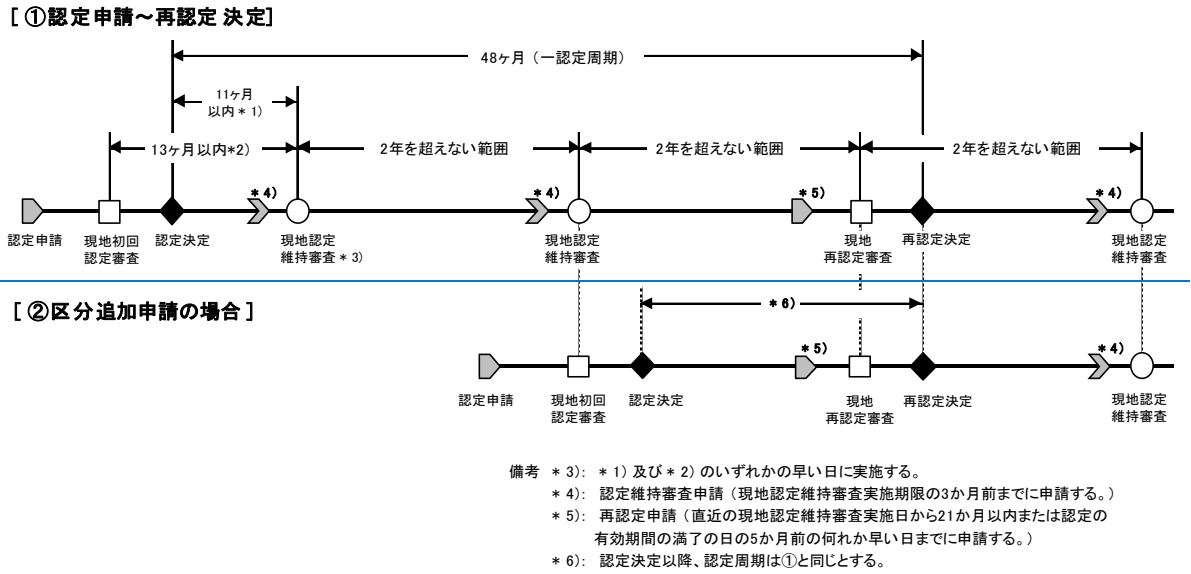 [ ①認定申請～再認定 決定]
48ヶ月（一認定周期）
11ヶ月
以内＊1)
13ヶ月以内*2)
2年を超えない範囲
2年を超えない範囲
2年を超えない範囲
＊4)
＊4)
＊5)
＊4)
認定申請
現地初回
認定審査
認定決定
現地認定
維持審査＊3)
現地認定
維持審査
現地
再認定審査
再認定決定
現地認定
維持審査
[ ②区分追加申請の場合 ]
＊6)
＊5)
＊4)
認定申請
現地初回
認定審査
認定決定
現地
再認定審査
再認定決定
現地認定
維持審査
備考 ＊3): ＊1) 及び＊2) のいずれかの早い日に実施する。
＊4): 認定維持審査申請（現地認定維持審査実施期限の3か月前までに申請する。）
＊5): 再認定申請（直近の現地認定維持審査実施日から21か月以内または認定の
有効期間の満了の日の5か月前の何れか早い日までに申請する。）
＊6): 認定決定以降、認定周期は①と同じとする。